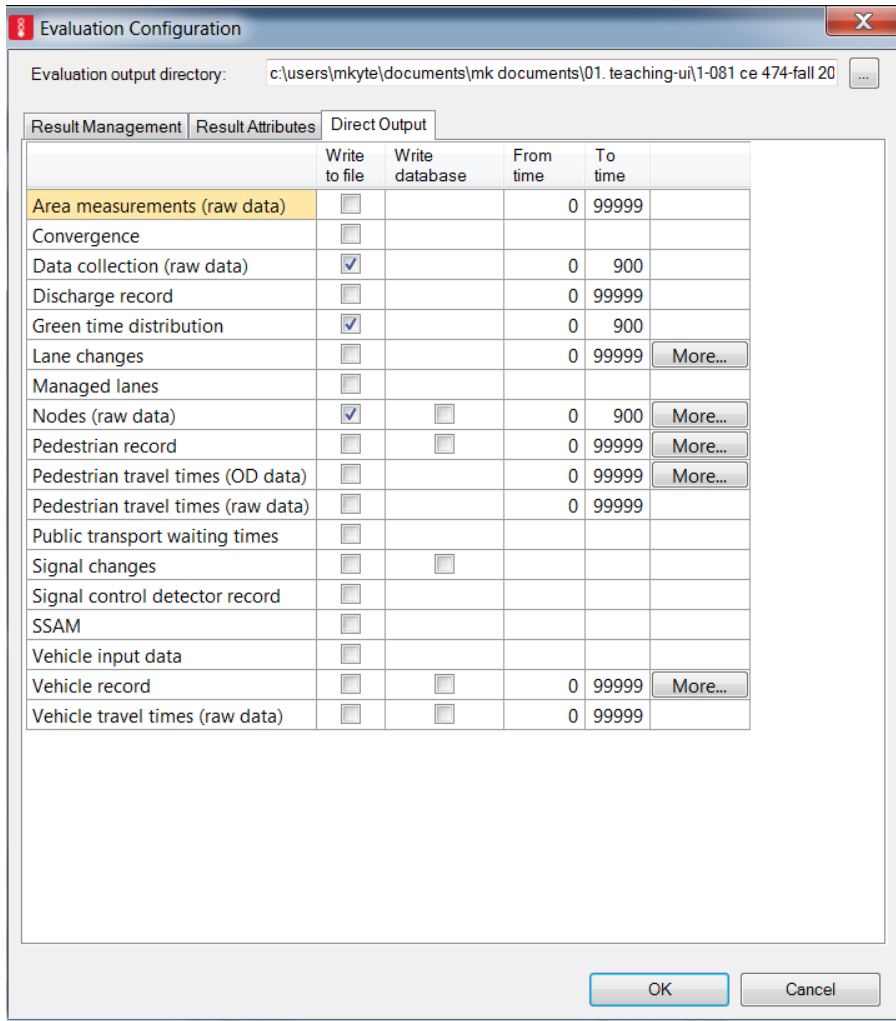 Evaluation Configuration
X
Evaluation output directory: c:\users\mkyte\documents\mk documents\01. teaching-ui\1-081 ce 474-fall 20 ...
Result Management Result Attributes Direct Output
Write to file Write database From time To time
Area measurements (raw data) 0 99999
Convergence
Data collection (raw data) 0 900
Discharge record 0 99999
Green time distribution 0 900
Lane changes 0 99999 More...
Managed lanes
Nodes (raw data) 0 900 More...
Pedestrian record 0 99999 More...
Pedestrian travel times (OD data) 0 99999 More...
Pedestrian travel times (raw data) 0 99999
Public transport waiting times
Signal changes
Signal control detector record
SSAM
Vehicle input data
Vehicle record 0 99999 More...
Vehicle travel times (raw data) 0 99999
OK Cancel